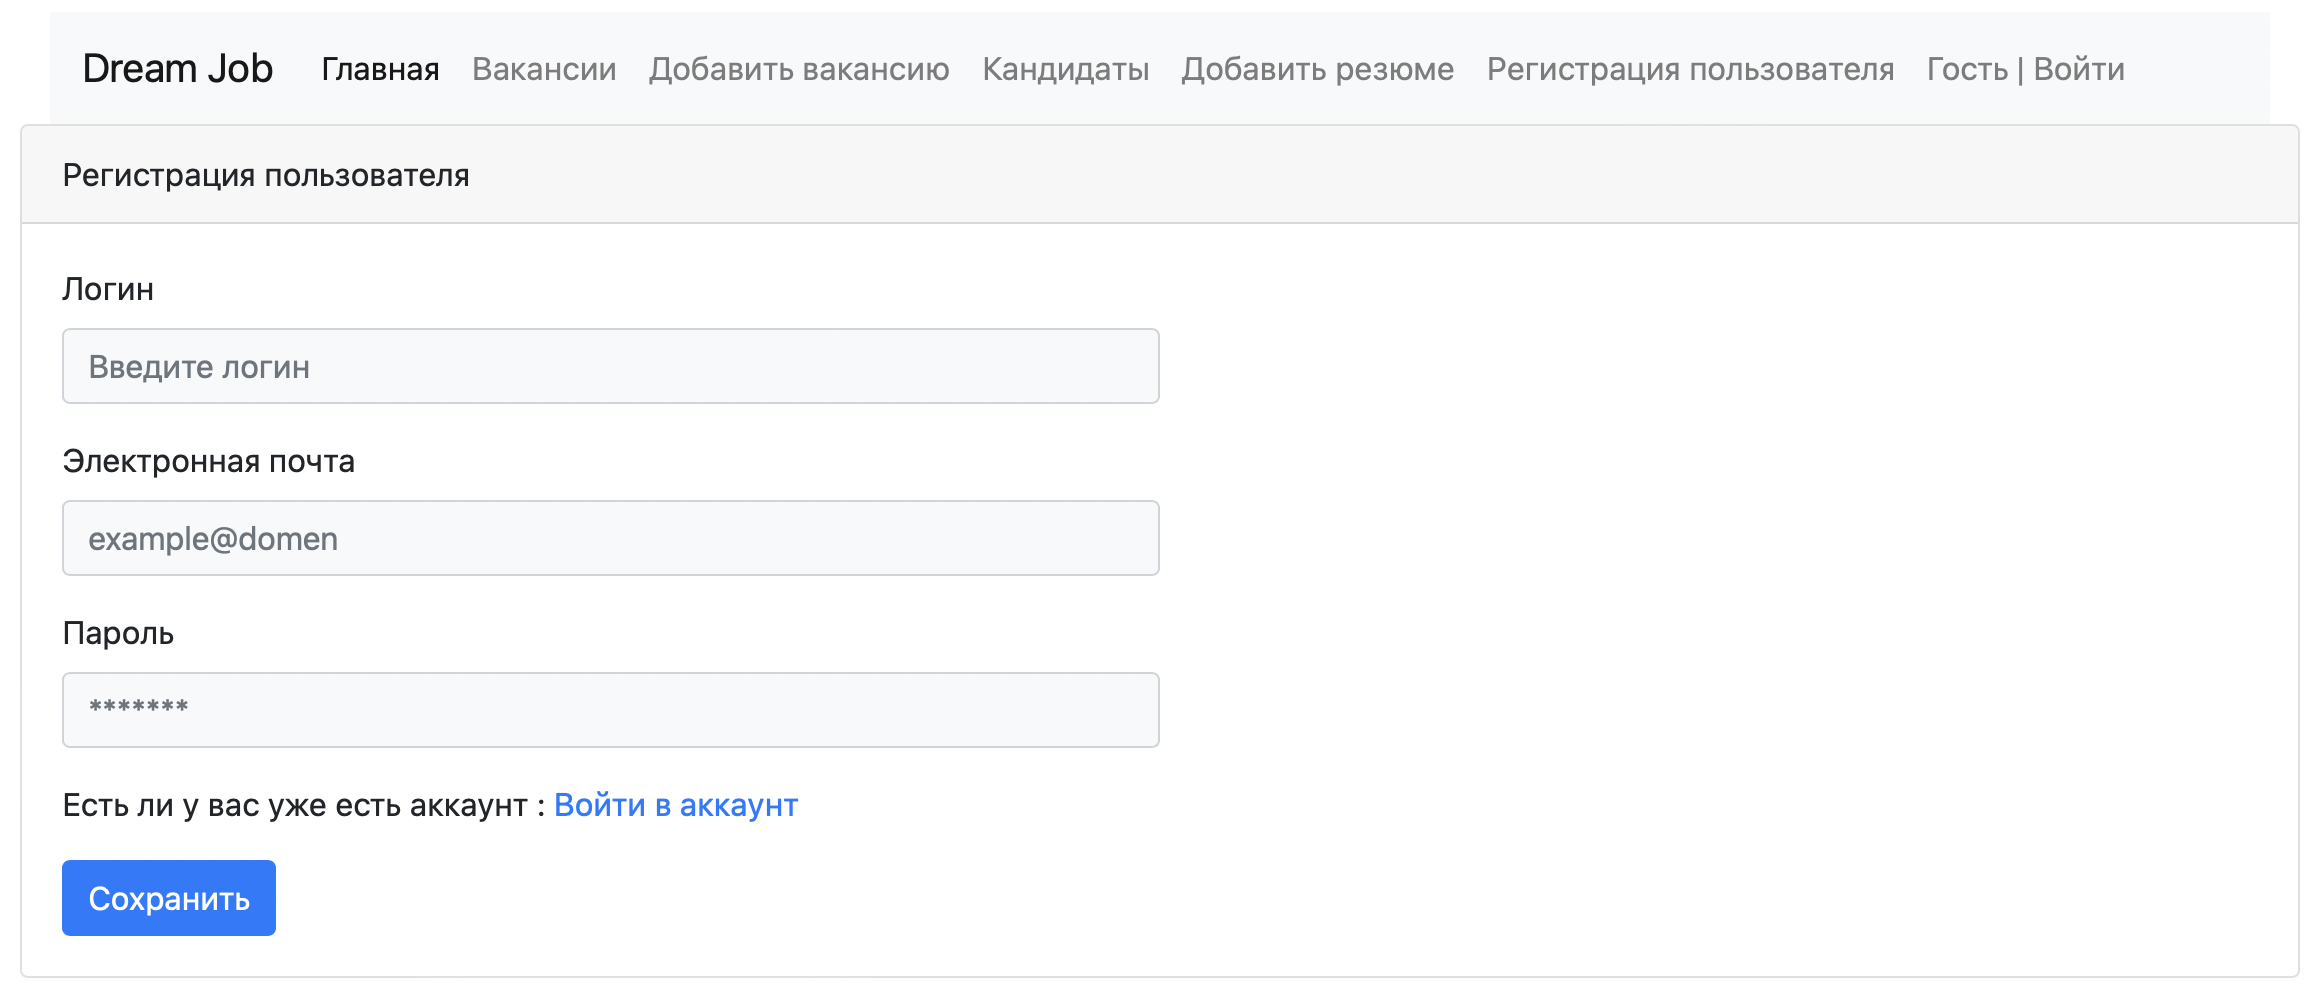 Dream Job Главная Вакансии Добавить вакансию Кандидаты Добавить резюме Регистрация пользователя Гость | Войти
Регистрация пользователя
Логин
Введите логин
Электронная почта
example@domen
Пароль
*******
Есть ли у вас уже есть аккаунт : Войти в аккаунт
Сохранить